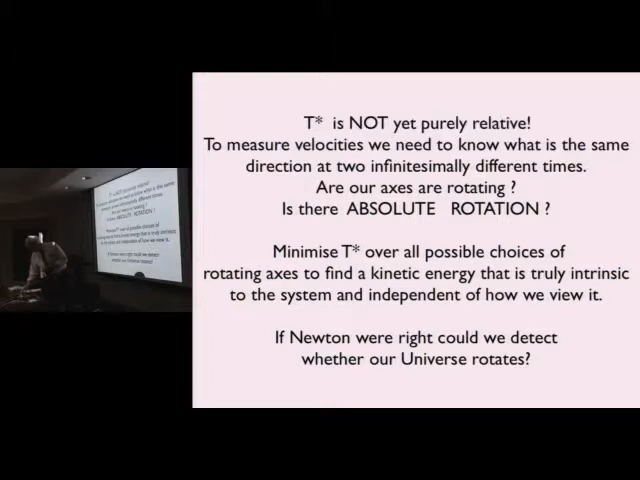 T* is NOT yet purely relative!
To measure velocities we need to know what is the same
direction at two infinitesimally different times.
Are our axes are rotating ?
Is there ABSOLUTE ROTATION ?
Minimise T* over all possible choices of
rotating axes to find a kinetic energy that is truly intrinsic
to the system and independent of how we view it.
If Newton were right could we detect
whether our Universe rotates?